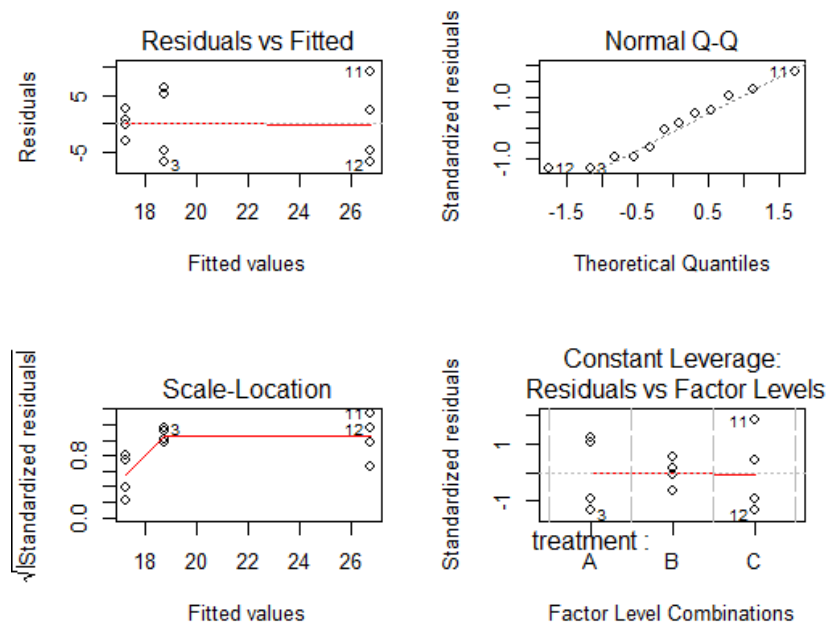 Residuals vs Fitted
Residuals
5
-5
11
3
12
18 20 22 24 26
Fitted values
Normal Q-Q
Standardized residuals
1.0
-1.0
11
12
3
-1.5 -0.5 0.5 1.5
Theoretical Quantiles
Scale-Location
√|Standardized residuals|
0.8
0.0
11
3
12
18 20 22 24 26
Fitted values
Constant Leverage:
Residuals vs Factor Levels
Standardized residuals
1
-1
11
3
12
treatment :
A B C
Factor Level Combinations